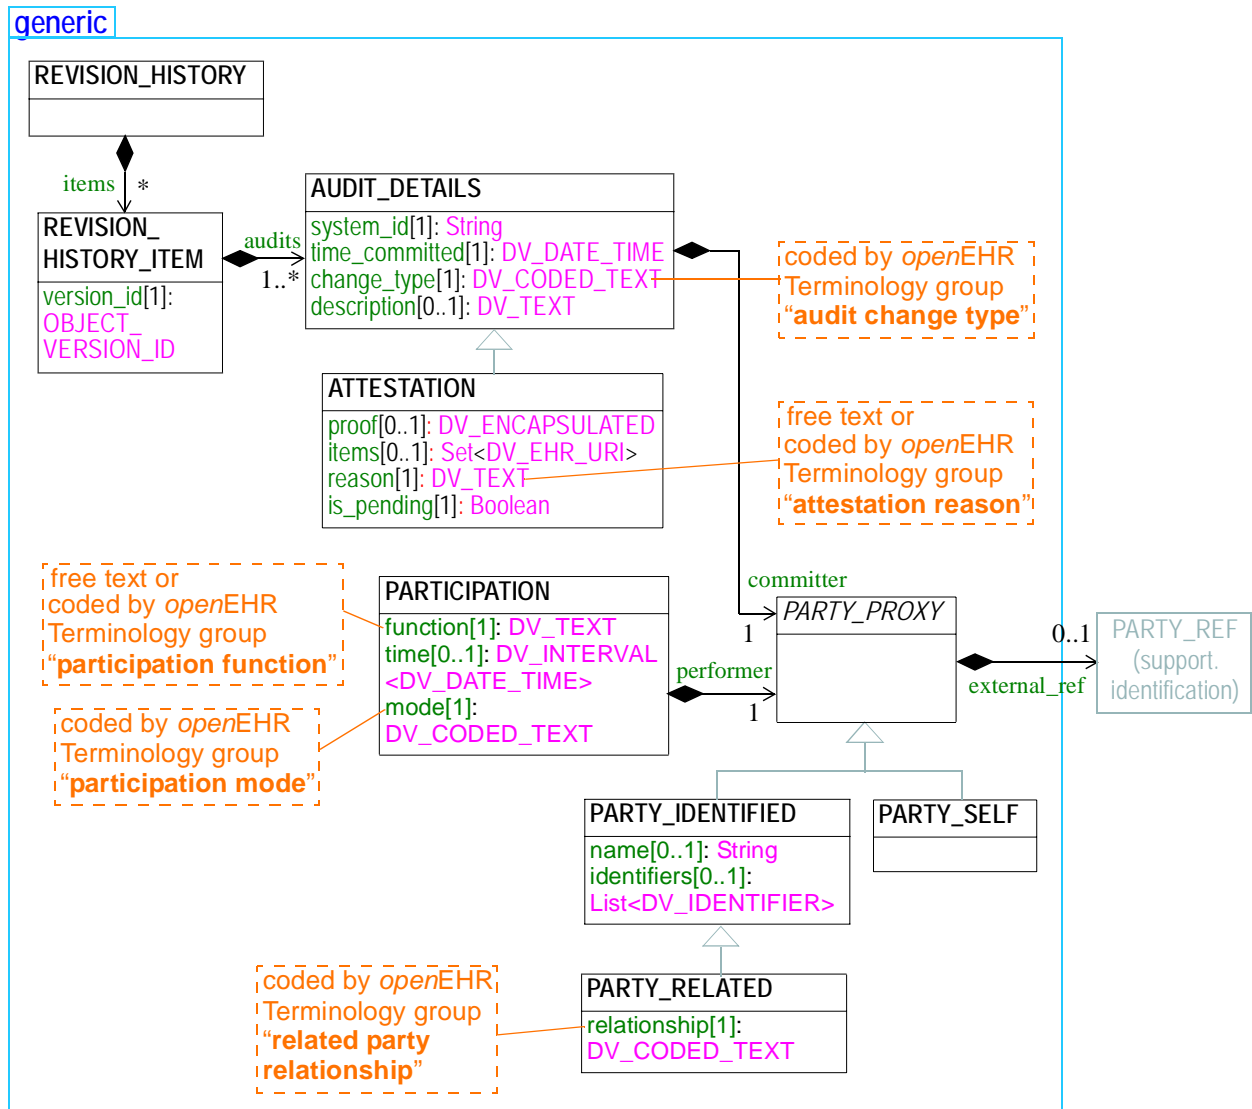 generic
REVISION_HISTORY
items
*
REVISION_
HISTORY_ITEM
version_id[1]:
OBJECT_
VERSION_ID
audits
1..*
AUDIT_DETAILS
system_id[1]: String
time_committed[1]: DV_DATE_TIME
change_type[1]: DV_CODED_TEXT
description[0..1]: DV_TEXT
coded by openEHR
Terminology group
“audit change type”
ATTESTATION
proof[0..1]: DV_ENCAPSULATED
items[0..1]: Set<DV_EHR_URI>
reason[1]: DV_TEXT
is_pending[1]: Boolean
free text or
coded by openEHR
Terminology group
“attestation reason”
free text or
coded by openEHR
Terminology group
“participation function”
coded by openEHR
Terminology group
“participation mode”
PARTICIPATION
function[1]: DV_TEXT
time[0..1]: DV_INTERVAL
<DV_DATE_TIME>
mode[1]:
DV_CODED_TEXT
performer
1
committer
1
PARTY_PROXY
0..1
external_ref
PARTY_REF
(support.
identification)
PARTY_IDENTIFIED
name[0..1]: String
identifiers[0..1]:
List<DV_IDENTIFIER>
PARTY_SELF
coded by openEHR
Terminology group
“related party
relationship”
PARTY_RELATED
relationship[1]:
DV_CODED_TEXT